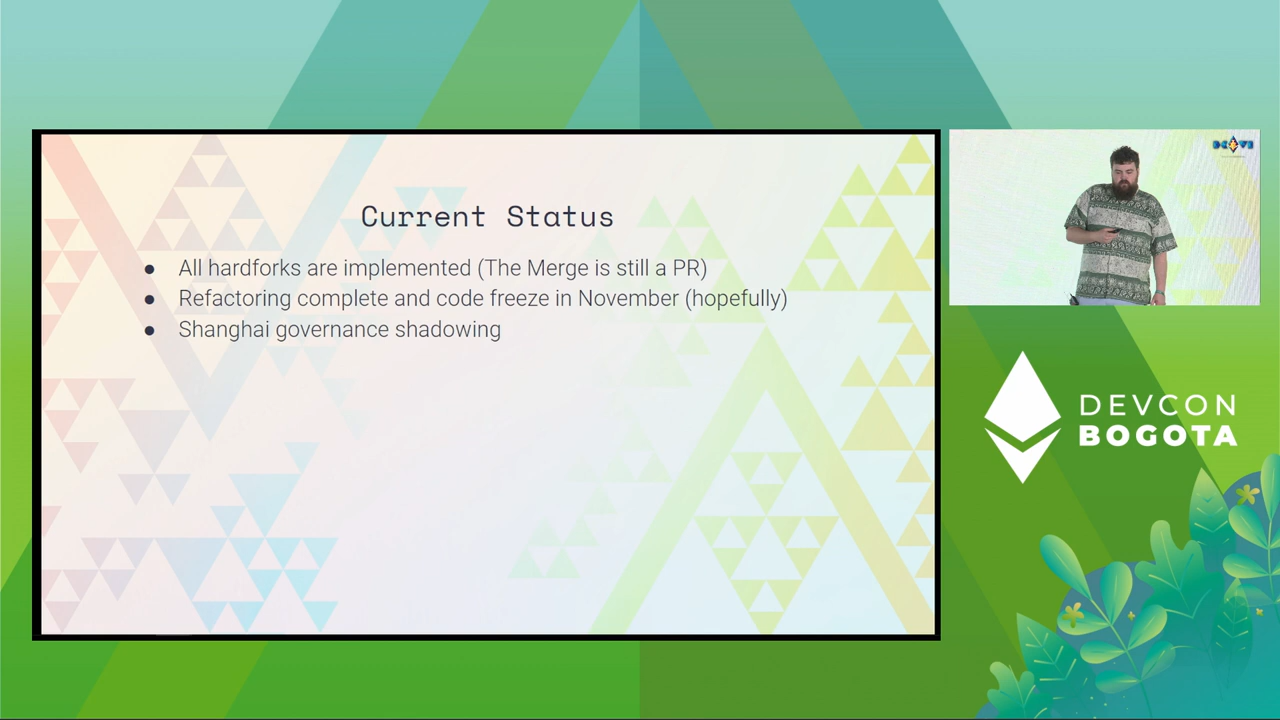 Current Status
● All hardforks are implemented (The Merge is still a PR)
● Refactoring complete and code freeze in November (hopefully)
● Shanghai governance shadowing
DEVCON
BOGOTA